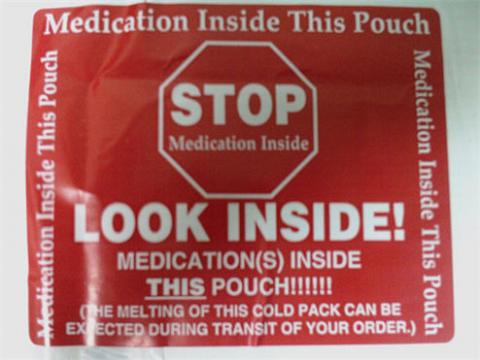 Medication Inside This Pouch
Medication Inside This Pouch
STOP
Medication Inside
LOOK INSIDE!
MEDICATION(S) INSIDE
THIS POUCH!!!!!!
(THE MELTING OF THIS COLD PACK CAN BE
EXPECTED DURING TRANSIT OF YOUR ORDER.)
Medication Inside This Pouch